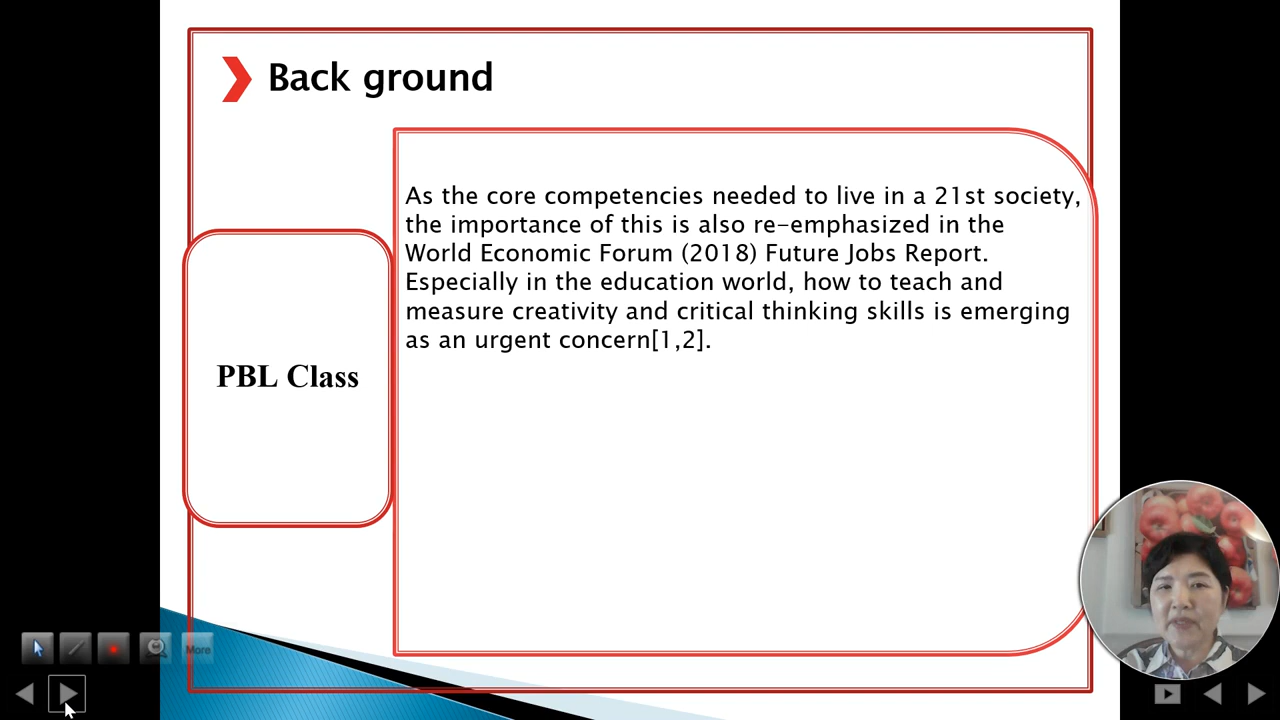 Back ground
As the core competencies needed to live in a 21st society,
the importance of this is also re-emphasized in the
World Economic Forum (2018) Future Jobs Report.
Especially in the education world, how to teach and
measure creativity and critical thinking skills is emerging
as an urgent concern[1,2].
PBL Class
More